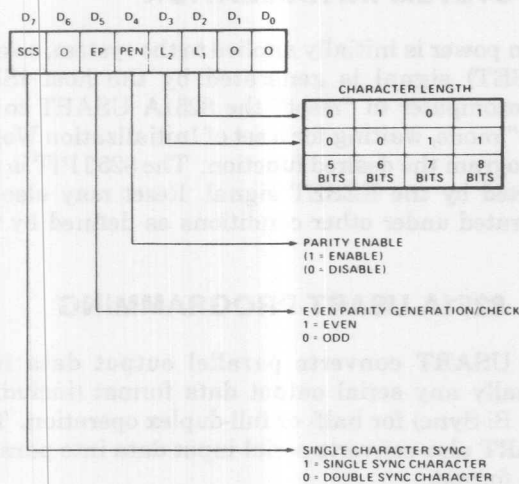 D7 D6 D5 D4 D3 D2 D1 D0
SCS 0 EP PEN L2 L1 0 0
CHARACTER LENGTH
0 1 0 1
0 0 1 1
5 6 7 8
BITS BITS BITS BITS
PARITY ENABLE
(1 = ENABLE)
(0 = DISABLE)
EVEN PARITY GENERATION/CHECK
1 = EVEN
0 = ODD
SINGLE CHARACTER SYNC
1 = SINGLE SYNC CHARACTER
0 = DOUBLE SYNC CHARACTER